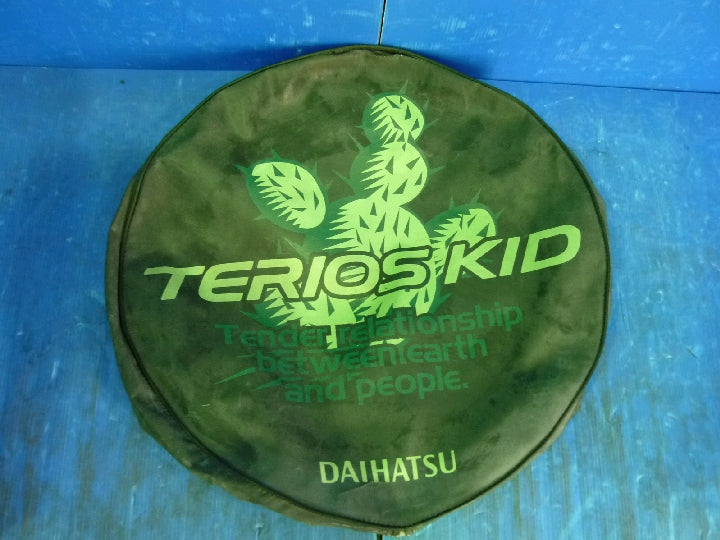 TERIOS KID
Tender relationship
between earth
and people.
DAIHATSU